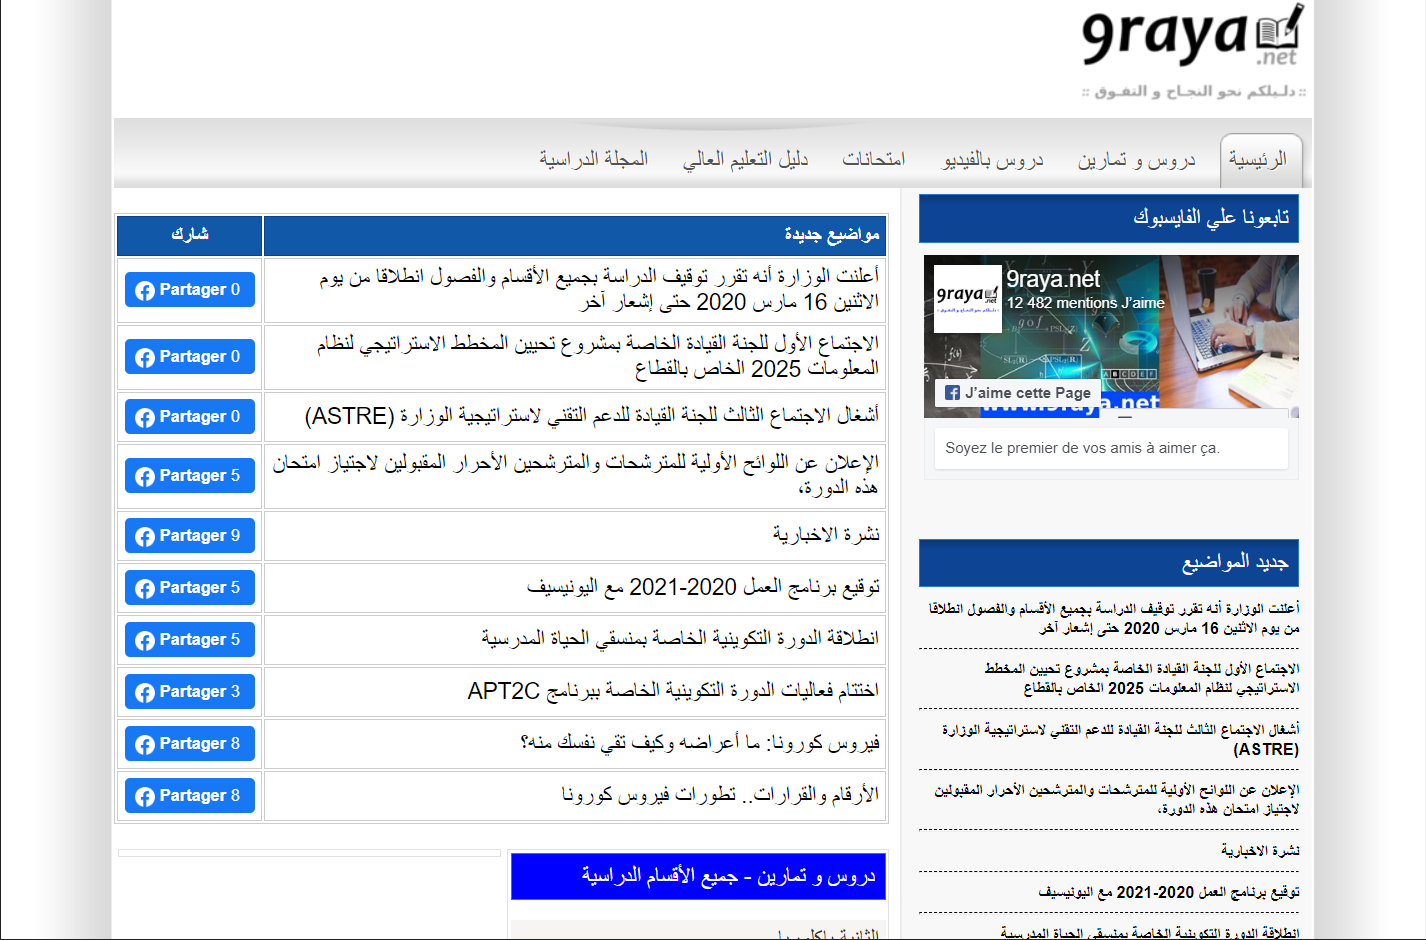 9raya
.net
:: دلـيلكم نحو النجـاح و التفـوق ::
الرئيسية
دروس و تمارين
دروس بالفيديو
امتحانات
دليل التعليم العالي
المجلة الدراسية
مواضيع جديدة
شارك
أعلنت الوزارة أنه تقرر توقيف الدراسة بجميع الأقسام والفصول انطلاقا من يوم
الاثنين 16 مارس 2020 حتى إشعار آخر
Partager 0
الاجتماع الأول للجنة القيادة الخاصة بمشروع تحيين المخطط الاستراتيجي لنظام
المعلومات 2025 الخاص بالقطاع
Partager 0
أشغال الاجتماع الثالث للجنة القيادة للدعم التقني لاستراتيجية الوزارة (ASTRE)
Partager 0
الإعلان عن اللوائح الأولية للمترشحات والمترشحين الأحرار المقبولين لاجتياز امتحان
هذه الدورة،
Partager 5
نشرة الاخبارية
Partager 9
توقيع برنامج العمل 2020-2021 مع اليونيسيف
Partager 5
انطلاقة الدورة التكوينية الخاصة بمنسقي الحياة المدرسية
Partager 5
اختتام فعاليات الدورة التكوينية الخاصة ببرنامج APT2C
Partager 3
فيروس كورونا: ما أعراضه وكيف تقي نفسك منه؟
Partager 8
الأرقام والقرارات.. تطورات فيروس كورونا
Partager 8
دروس و تمارين - جميع الأقسام الدراسية
تابعونا علي الفايسبوك
9raya.net
12 482 mentions J'aime
9raya
.net
J'aime cette Page
www.9raya.net
Soyez le premier de vos amis à aimer ça.
جديد المواضيع
أعلنت الوزارة أنه تقرر توقيف الدراسة بجميع الأقسام والفصول انطلاقا
من يوم الاثنين 16 مارس 2020 حتى إشعار آخر
الاجتماع الأول للجنة القيادة الخاصة بمشروع تحيين المخطط
الاستراتيجي لنظام المعلومات 2025 الخاص بالقطاع
أشغال الاجتماع الثالث للجنة القيادة للدعم التقني لاستراتيجية الوزارة
(ASTRE)
الإعلان عن اللوائح الأولية للمترشحات والمترشحين الأحرار المقبولين
لاجتياز امتحان هذه الدورة،
نشرة الاخبارية
توقيع برنامج العمل 2020-2021 مع اليونيسيف
انطلاقة الدورة التكوينية الخاصة بمنسقي الحياة المدرسية